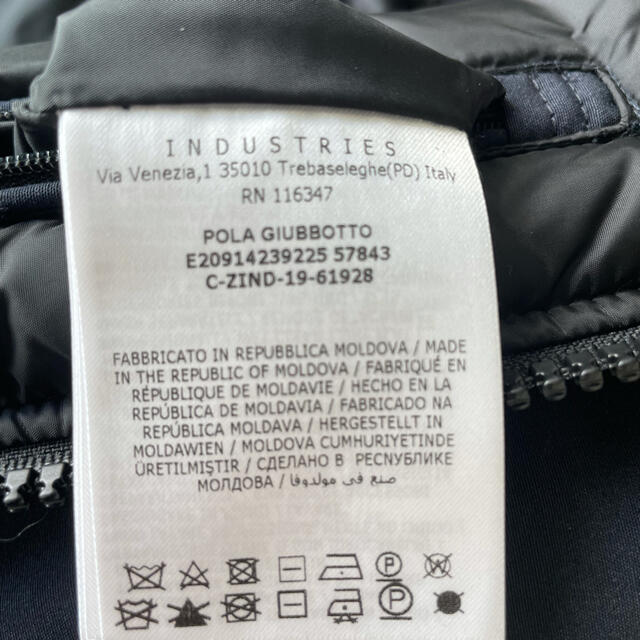 INDUSTRIES
Via Venezia,1 35010 Trebaseleghe(PD) Italy
RN 116347
POLA GIUBBOTTO
E20914239225 57843
C-ZIND-19-61928
FABBRICATO IN REPUBBLICA MOLDOVA / MADE
IN THE REPUBLIC OF MOLDOVA / FABRIQUÉ EN
RÉPUBLIQUE DE MOLDAVIE / HECHO EN LA
REPÚBLICA DE MOLDAVIA / FABRICADO NA
REPÚBLICA MOLDAVA / HERGESTELLT IN
MOLDAWIEN / MOLDOVA CUMHURIYETINDE
ÜRETILMIŞTIR / СДЕЛАНО В РЕСПУБЛИКЕ
МОЛДОВА / صنع في مولدوفا